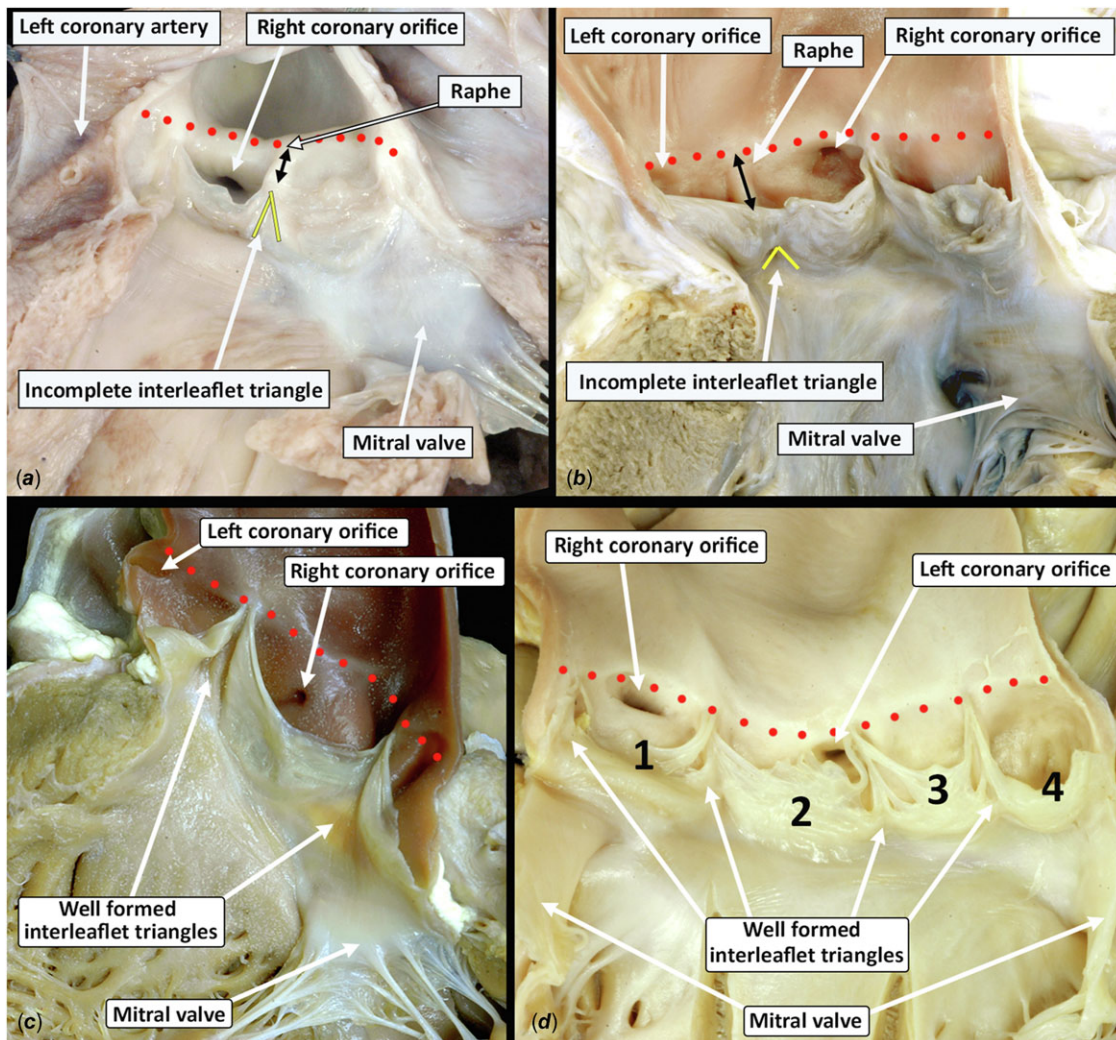 Left coronary artery
Right coronary orifice
Raphe
Incomplete interleaflet triangle
Mitral valve
(a)
Left coronary orifice
Raphe
Right coronary orifice
Incomplete interleaflet triangle
Mitral valve
(b)
Left coronary orifice
Right coronary orifice
Well formed
interleaflet triangles
Mitral valve
(c)
Right coronary orifice
Left coronary orifice
1
2
3
4
Well formed
interleaflet triangles
Mitral valve
(d)